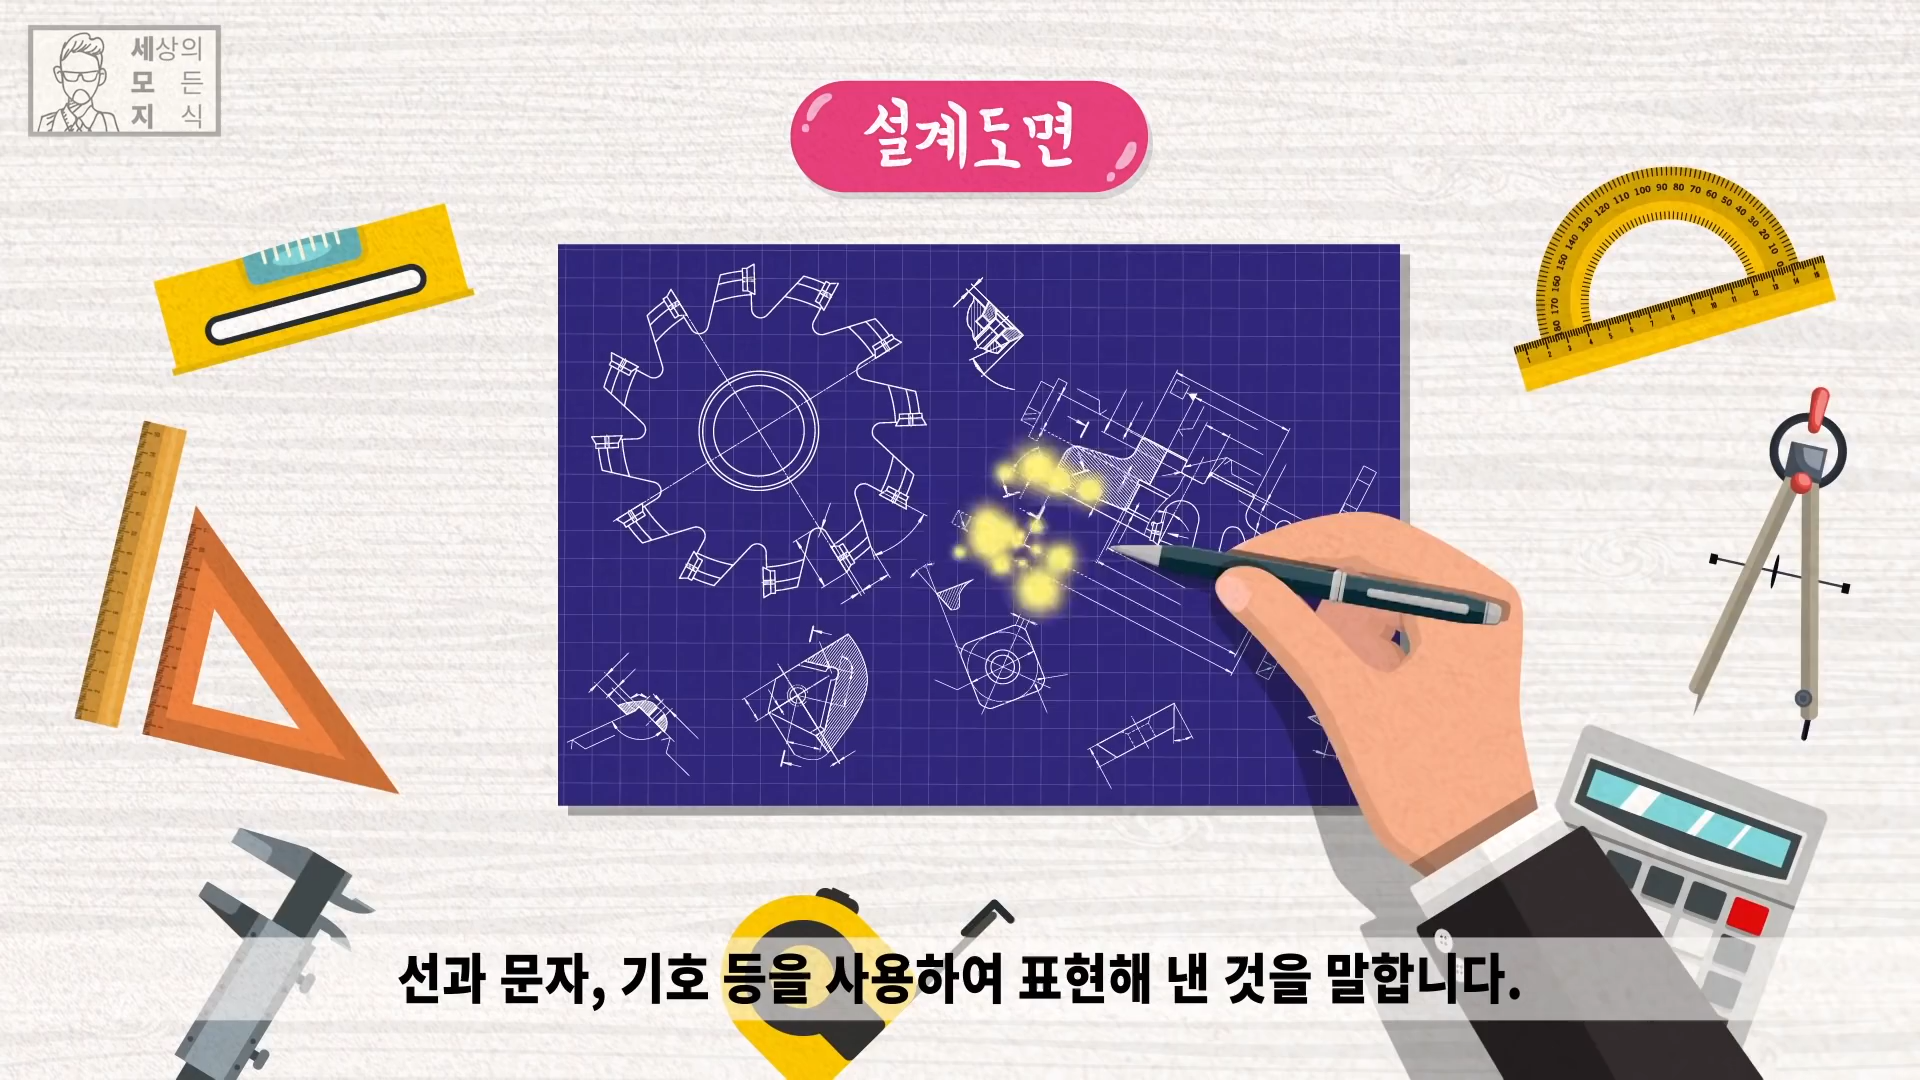 세상의
모든
지식
설계도면
선과 문자, 기호 등을 사용하여 표현해 낸 것을 말합니다.